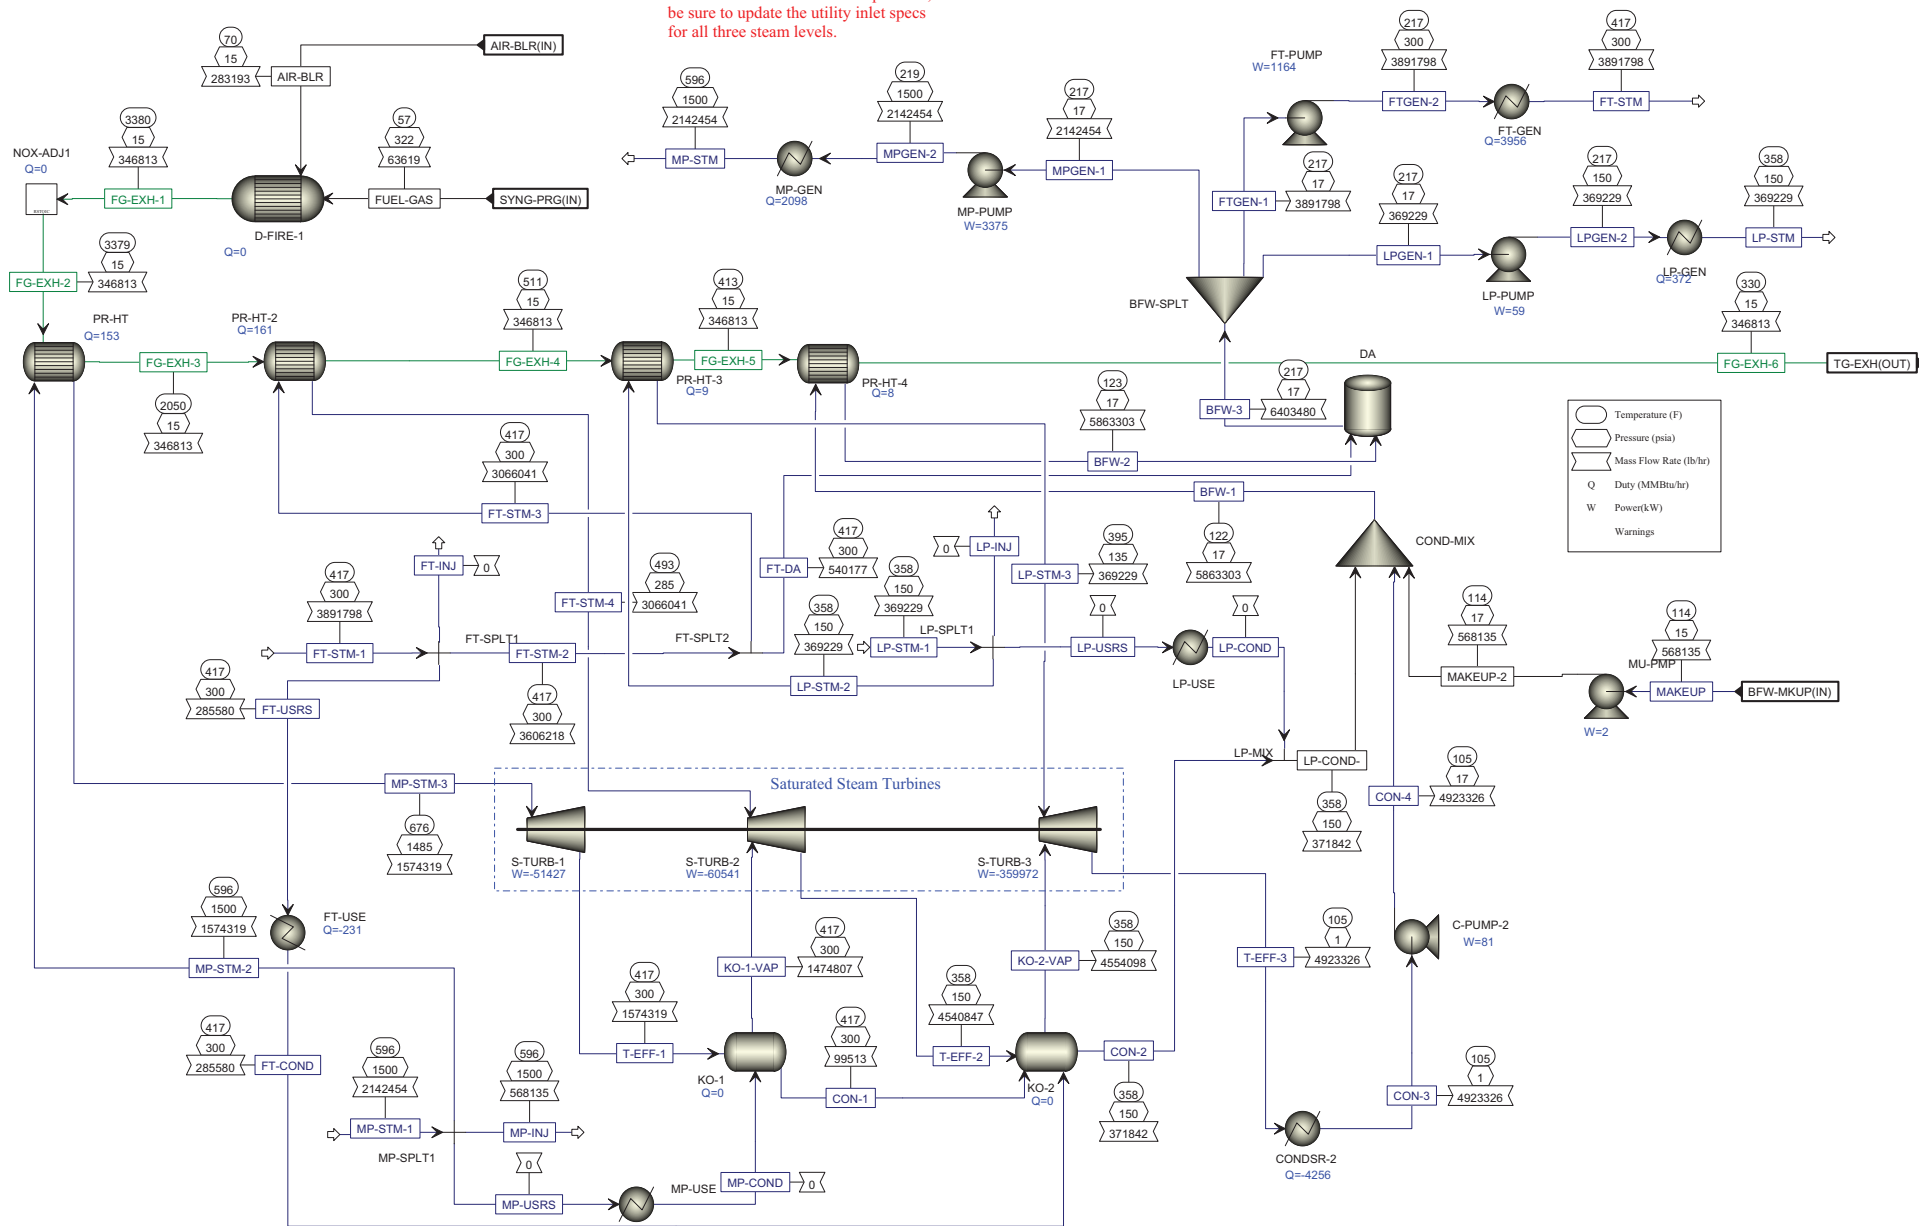 be sure to update the utility inlet specs
for all three steam levels.
70
15
283193
AIR-BLR
AIR-BLR(IN)
3380
15
346813
57
322
63619
NOX-ADJ1
Q=0
FG-EXH-1
FUEL-GAS
SYNG-PRG(IN)
D-FIRE-1
Q=0
3379
15
346813
FG-EXH-2
596
1500
2142454
MP-STM
MP-GEN
Q=2098
219
1500
2142454
MPGEN-2
MP-PUMP
W=3375
217
17
2142454
MPGEN-1
FT-PUMP
W=1164
217
300
3891798
FTGEN-2
FT-GEN
Q=3956
417
300
3891798
FT-STM
FTGEN-1
217
17
3891798
217
17
369229
LPGEN-1
LP-PUMP
W=59
217
150
369229
LPGEN-2
LP-GEN
Q=372
358
150
369229
LP-STM
BFW-SPLT
PR-HT
Q=153
FG-EXH-3
2050
15
346813
PR-HT-2
Q=161
511
15
346813
FG-EXH-4
413
15
346813
FG-EXH-5
PR-HT-3
Q=9
PR-HT-4
Q=8
330
15
346813
FG-EXH-6
TG-EXH(OUT)
DA
217
17
6403480
BFW-3
123
17
5863303
BFW-2
BFW-1
122
17
5863303
Temperature (F)
Pressure (psia)
Mass Flow Rate (lb/hr)
Q Duty (MMBtu/hr)
W Power(kW)
Warnings
417
300
3066041
FT-STM-3
FT-INJ
0
417
300
3891798
FT-STM-1
FT-SPLT1
FT-STM-2
417
300
3606218
FT-STM-4
493
285
3066041
FT-SPLT2
FT-DA
417
300
540177
358
150
369229
LP-STM-2
358
150
369229
LP-STM-1
LP-SPLT1
0
LP-INJ
LP-STM-3
395
135
369229
0
LP-USRS
LP-USE
0
LP-COND
COND-MIX
114
17
568135
MAKEUP-2
MU-PMP
W=2
114
15
568135
MAKEUP
BFW-MKUP(IN)
417
300
285580
FT-USRS
LP-MIX
LP-COND-
358
150
371842
CON-4
105
17
4923326
MP-STM-3
676
1485
1574319
Saturated Steam Turbines
S-TURB-1
W=-51427
S-TURB-2
W=-60541
S-TURB-3
W=-359972
596
1500
1574319
MP-STM-2
FT-USE
Q=-231
417
300
1574319
T-EFF-1
KO-1-VAP
417
300
1474807
KO-1
Q=0
417
300
99513
CON-1
358
150
4540847
T-EFF-2
KO-2-VAP
358
150
4554098
KO-2
Q=0
CON-2
358
150
371842
T-EFF-3
105
1
4923326
C-PUMP-2
W=81
CON-3
105
1
4923326
CONDSR-2
Q=-4256
417
300
285580
FT-COND
596
1500
2142454
MP-STM-1
MP-SPLT1
596
1500
568135
MP-INJ
0
MP-USRS
MP-USE
MP-COND
0